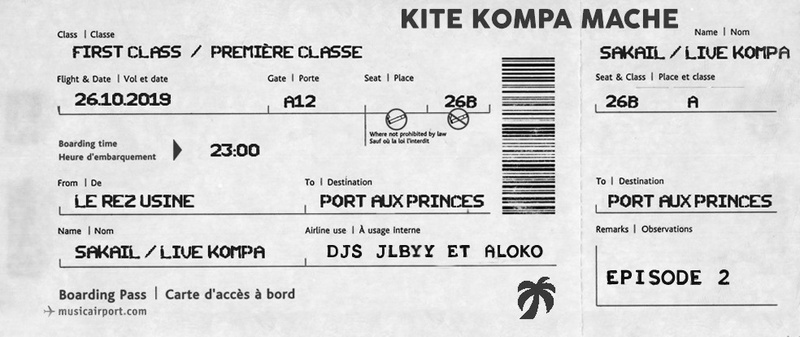 KITE KOMPA MACHE
Class | Classe
FIRST CLASS / PREMIÈRE CLASSE
Flight & Date | Vol et date
26.10.2019
Gate | Porte
A12
Seat | Place
26B
Where not prohibited by law
Sauf où la loi l'interdit
Boarding time
Heure d'embarquement
23:00
From | De
LE REZ USINE
To | Destination
PORT AUX PRINCES
Name | Nom
SAKAIL / LIVE KOMPA
Airline use | À usage interne
DJS JLBYY ET ALOKO
Boarding Pass | Carte d'accès à bord
musicairport.com
Name | Nom
SAKAIL / LIVE KOMPA
Seat & Class | Place et classe
26B A
To | Destination
PORT AUX PRINCES
Remarks | Observations
EPISODE 2